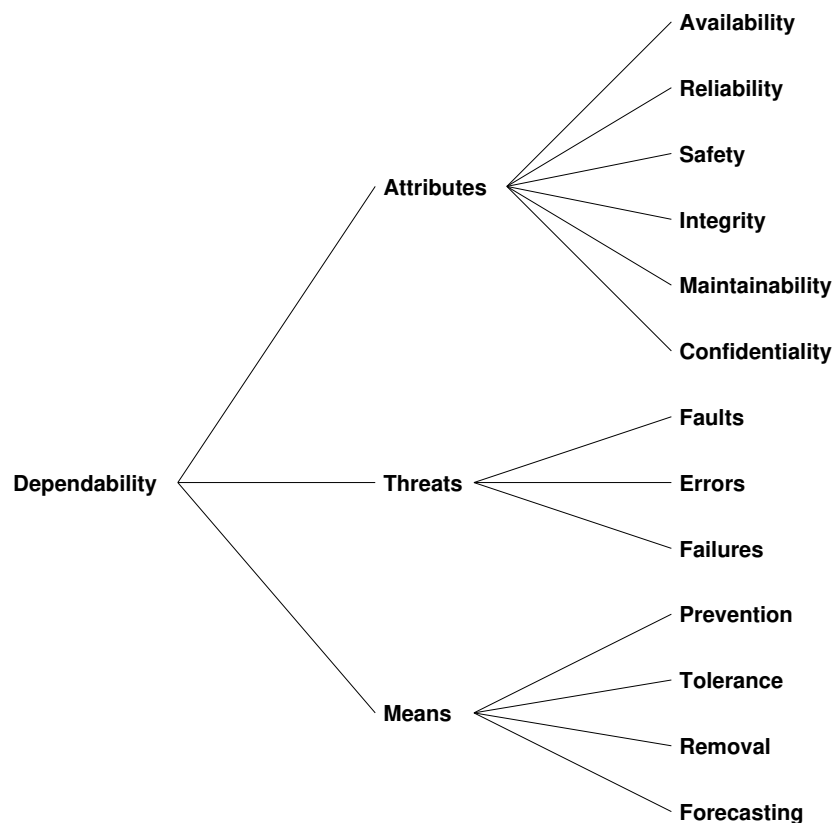 Availability
Reliability
Safety
Attributes
Integrity
Maintainability
Confidentiality
Faults
Dependability
Threats
Errors
Failures
Prevention
Tolerance
Means
Removal
Forecasting